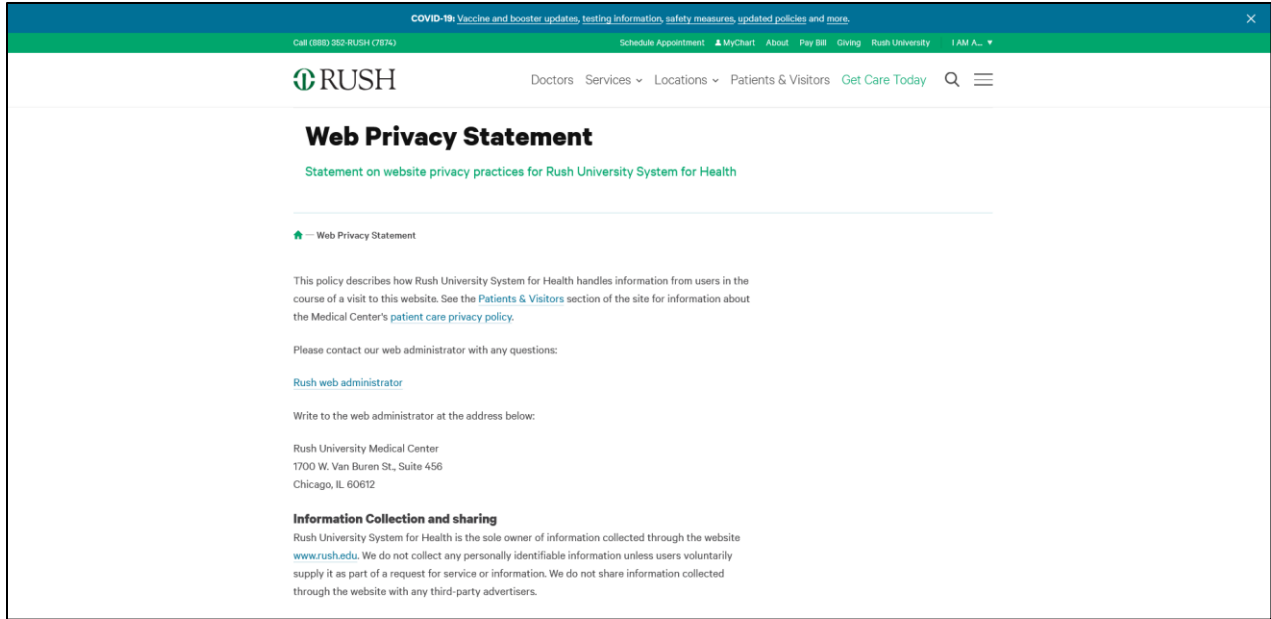 COVID-19: Vaccine and booster updates, testing information, safety measures, updated policies and more.
Call (888) 352-RUSH (7874) Schedule Appointment MyChart About Pay Bill Giving Rush University I AM A...
RUSH Doctors Services Locations Patients & Visitors Get Care Today
Web Privacy Statement
Statement on website privacy practices for Rush University System for Health
— Web Privacy Statement
This policy describes how Rush University System for Health handles information from users in the
course of a visit to this website. See the Patients & Visitors section of the site for information about
the Medical Center's patient care privacy policy.
Please contact our web administrator with any questions:
Rush web administrator
Write to the web administrator at the address below:
Rush University Medical Center
1700 W. Van Buren St., Suite 456
Chicago, IL 60612
Information Collection and sharing
Rush University System for Health is the sole owner of information collected through the website
www.rush.edu. We do not collect any personally identifiable information unless users voluntarily
supply it as part of a request for service or information. We do not share information collected
through the website with any third-party advertisers.